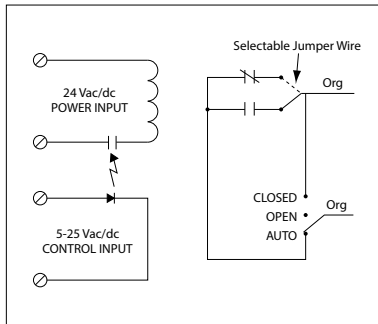 Selectable Jumper Wire
24 Vac/dc
POWER INPUT
Org
CLOSED
OPEN
AUTO
Org
5-25 Vac/dc
CONTROL INPUT